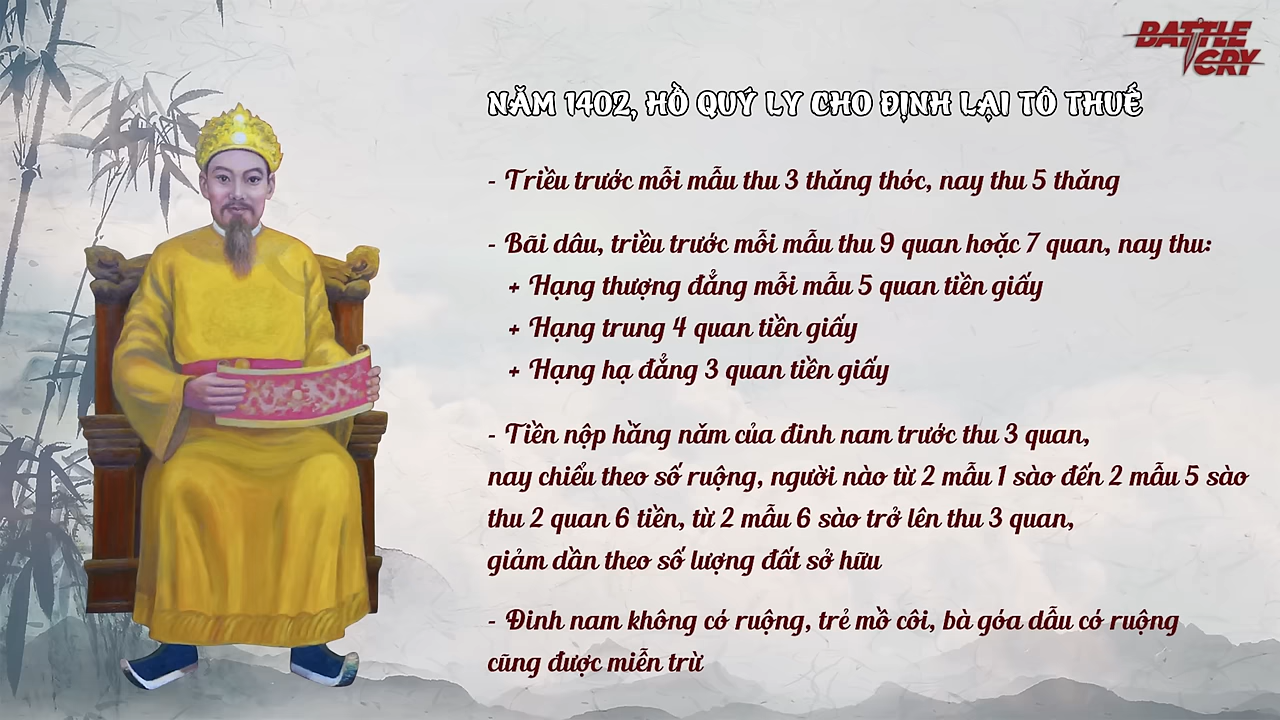 BATTLE CRY
NĂM 1402, HỒ QUÝ LY CHO ĐỊNH LẠI TÔ THUẾ
- Triều trước mỗi mẫu thu 3 thăng thóc, nay thu 5 thăng
- Bãi dâu, triều trước mỗi mẫu thu 9 quan hoặc 7 quan, nay thu:
+ Hạng thượng đẳng mỗi mẫu 5 quan tiền giấy
+ Hạng trung 4 quan tiền giấy
+ Hạng hạ đẳng 3 quan tiền giấy
- Tiền nộp hằng năm của đinh nam trước thu 3 quan,
nay chiểu theo số ruộng, người nào từ 2 mẫu 1 sào đến 2 mẫu 5 sào
thu 2 quan 6 tiền, từ 2 mẫu 6 sào trở lên thu 3 quan,
giảm dần theo số lượng đất sở hữu
- Đinh nam không có ruộng, trẻ mồ côi, bà góa dẫu có ruộng
cũng được miễn trừ